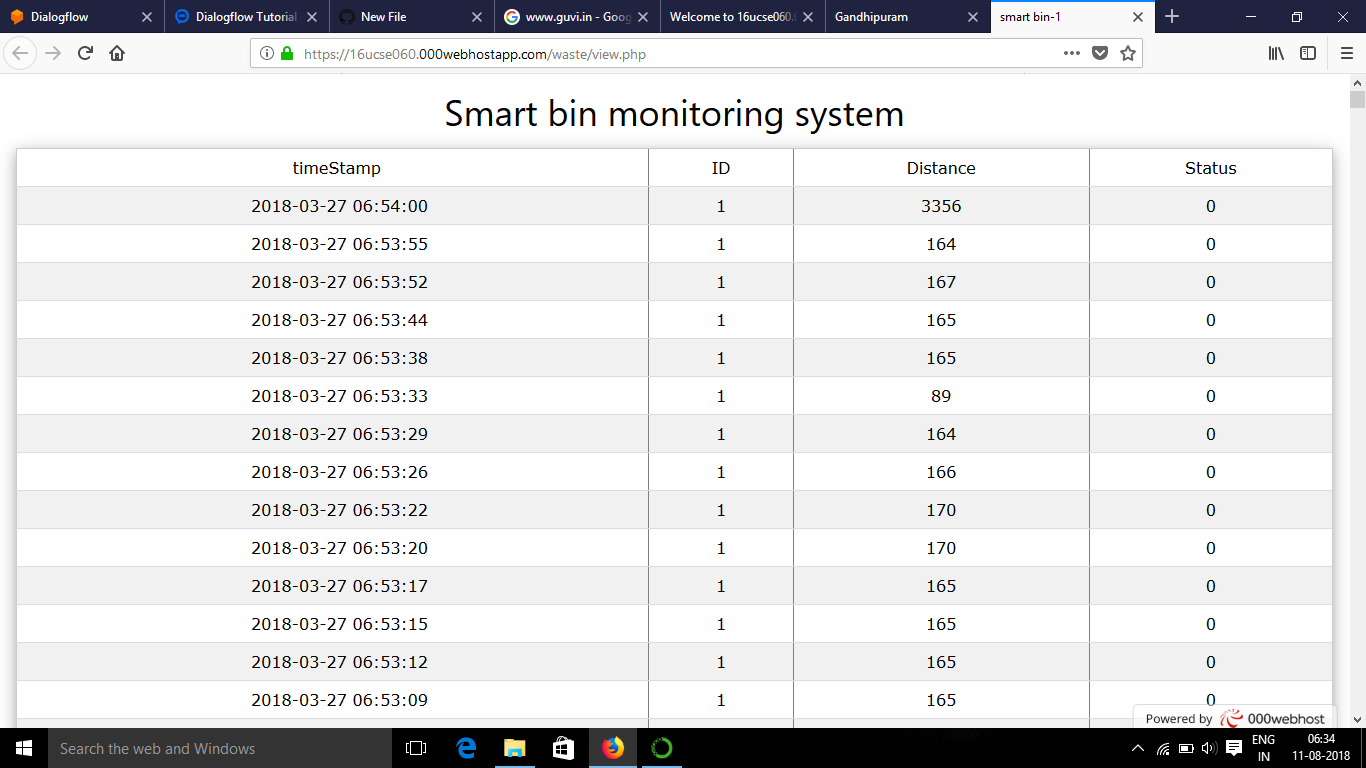 Dialogflow
Dialogflow Tutorial
New File
www.guvi.in - Goog
Welcome to 16ucse060.
Gandhipuram
smart bin-1
https://16ucse060.000webhostapp.com/waste/view.php
Smart bin monitoring system
timeStamp ID Distance Status
2018-03-27 06:54:00 1 3356 0
2018-03-27 06:53:55 1 164 0
2018-03-27 06:53:52 1 167 0
2018-03-27 06:53:44 1 165 0
2018-03-27 06:53:38 1 165 0
2018-03-27 06:53:33 1 89 0
2018-03-27 06:53:29 1 164 0
2018-03-27 06:53:26 1 166 0
2018-03-27 06:53:22 1 170 0
2018-03-27 06:53:20 1 170 0
2018-03-27 06:53:17 1 165 0
2018-03-27 06:53:15 1 165 0
2018-03-27 06:53:12 1 165 0
2018-03-27 06:53:09 1 165 0
Powered by 000webhost
Search the web and Windows
ENG
IN
06:34
11-08-2018